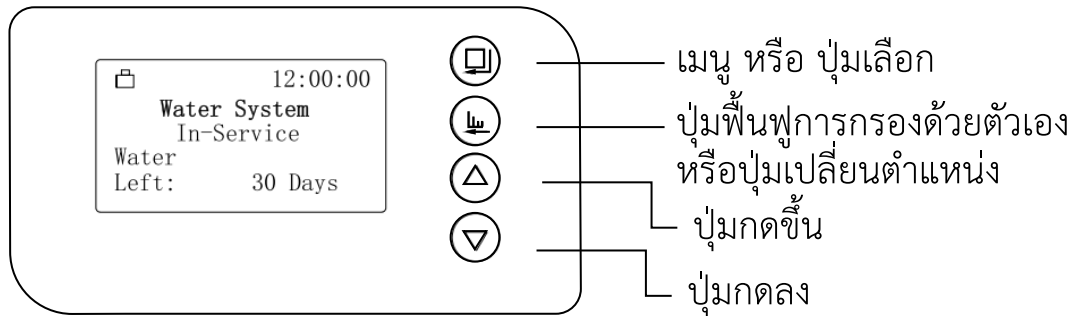 12:00:00
Water System
In-Service
Water
Left: 30 Days
เมนู หรือ ปุ่มเลือก
ปุ่มฟื้นฟูการกรองด้วยตัวเอง
หรือปุ่มเปลี่ยนตำแหน่ง
ปุ่มกดขึ้น
ปุ่มกดลง